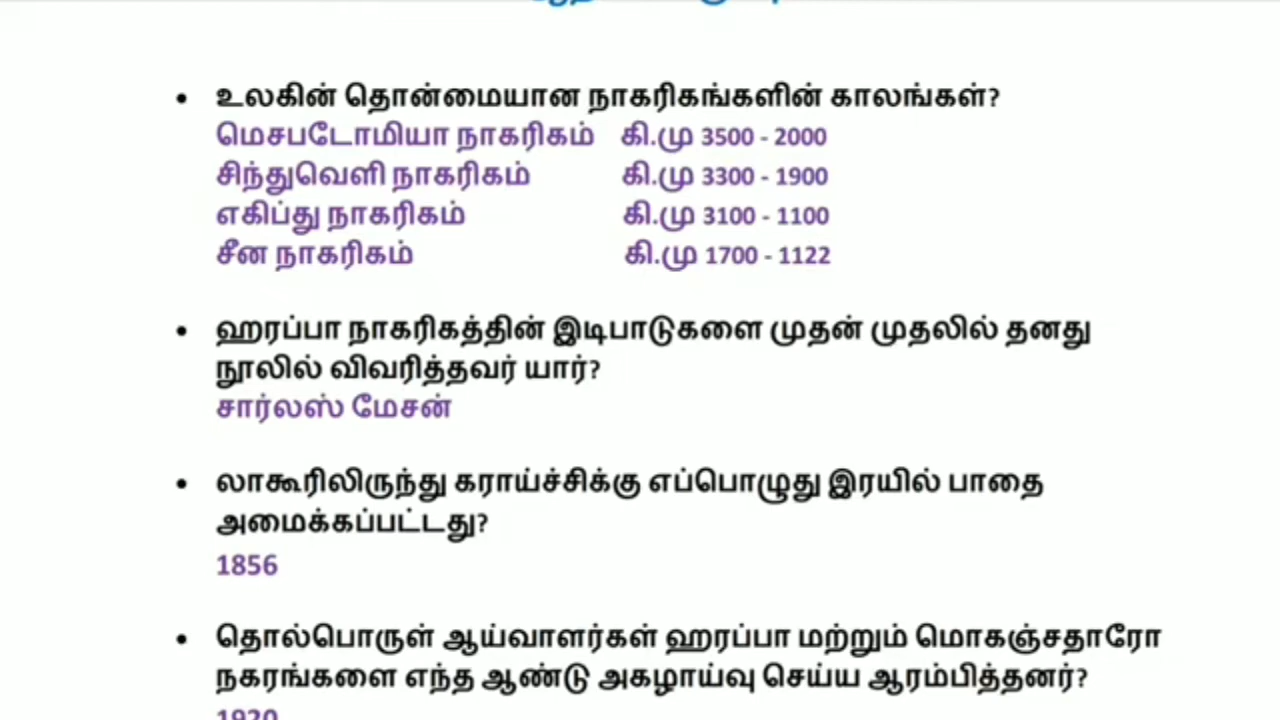 • உலகின் தொன்மையான நாகரிகங்களின் காலங்கள்?
மெசபடோமியா நாகரிகம் கி.மு 3500 - 2000
சிந்துவெளி நாகரிகம் கி.மு 3300 - 1900
எகிப்து நாகரிகம் கி.மு 3100 - 1100
சீன நாகரிகம் கி.மு 1700 - 1122
• ஹரப்பா நாகரிகத்தின் இடிபாடுகளை முதன் முதலில் தனது
நூலில் விவரித்தவர் யார்?
சார்லஸ் மேசன்
• லாகூரிலிருந்து கராய்ச்சிக்கு எப்பொழுது இரயில் பாதை
அமைக்கப்பட்டது?
1856
• தொல்பொருள் ஆய்வாளர்கள் ஹரப்பா மற்றும் மொகஞ்சதாரோ
நகரங்களை எந்த ஆண்டு அகழாய்வு செய்ய ஆரம்பித்தனர்?
1920